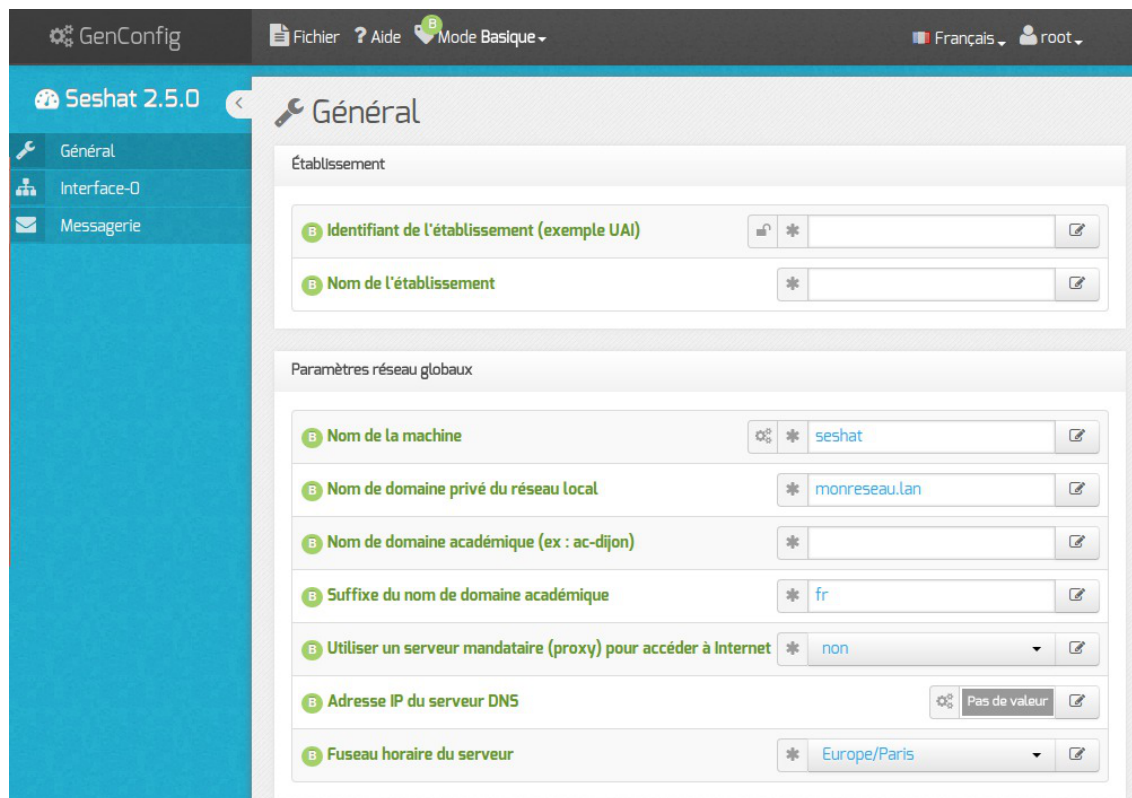 GenConfig
Fichier ? Aide B Mode Basique
Français root
Seshat 2.5.0
Général
Interface-0
Messagerie
Général
Établissement
B Identifiant de l'établissement (exemple UAI)
B Nom de l'établissement
Paramètres réseau globaux
B Nom de la machine seshat
B Nom de domaine privé du réseau local monreseau.lan
B Nom de domaine académique (ex : ac-dijon)
B Suffixe du nom de domaine académique fr
B Utiliser un serveur mandataire (proxy) pour accéder à Internet non
B Adresse IP du serveur DNS Pas de valeur
B Fuseau horaire du serveur Europe/Paris